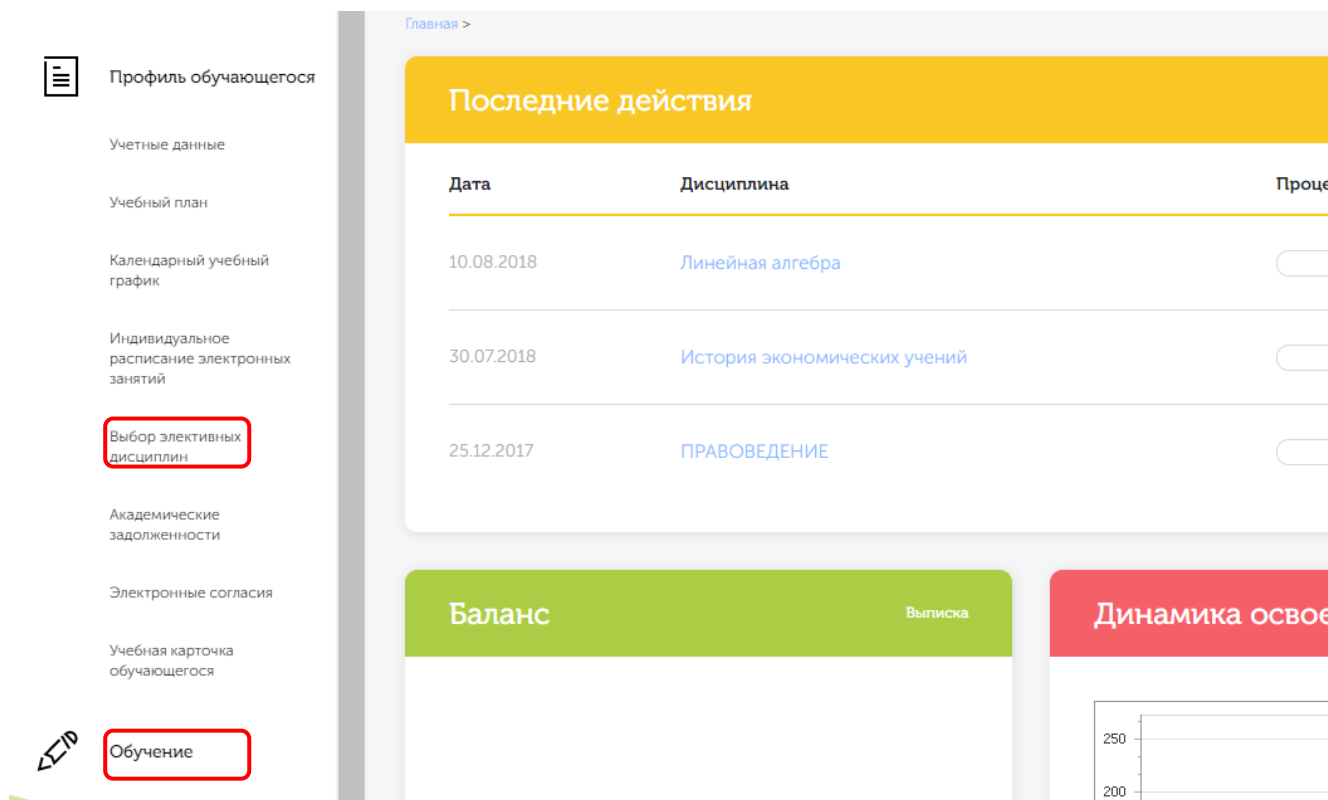 Главная >
Профиль обучающегося
Учетные данные
Учебный план
Календарный учебный
график
Индивидуальное
расписание электронных
занятий
Выбор элективных
дисциплин
Академические
задолженности
Электронные согласия
Учебная карточка
обучающегося
Обучение
Последние действия
Дата Дисциплина Проце
10.08.2018 Линейная алгебра
30.07.2018 История экономических учений
25.12.2017 ПРАВОВЕДЕНИЕ
Баланс Выписка
Динамика освое
250
200